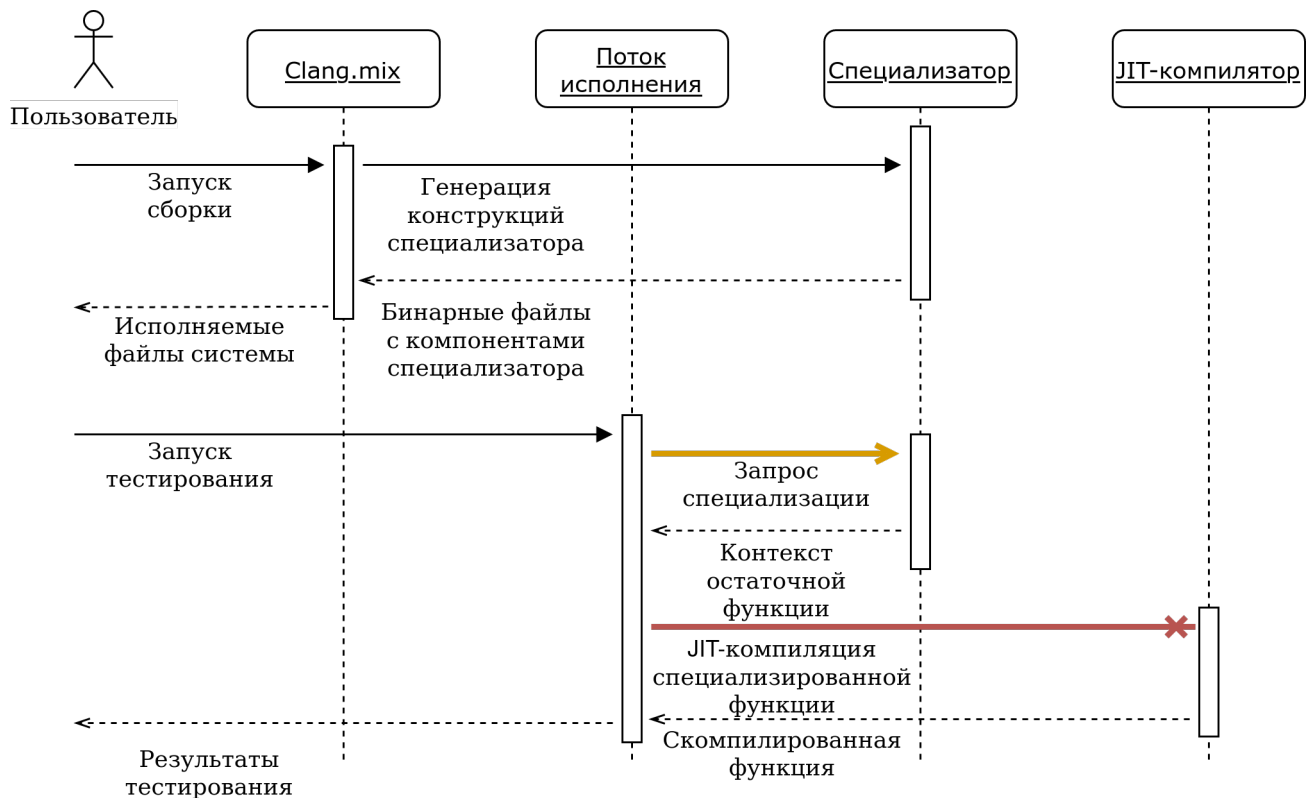 Пользователь
Clang.mix
Поток
исполнения
Специализатор
JIT-компилятор
Запуск
сборки
Генерация
конструкций
специализатора
Исполняемые
файлы системы
Бинарные файлы
с компонентами
специализатора
Запуск
тестирования
Запрос
специализации
Контекст
остаточной
функции
JIT-компиляция
специализированной
функции
Скомпилированная
функция
Результаты
тестирования